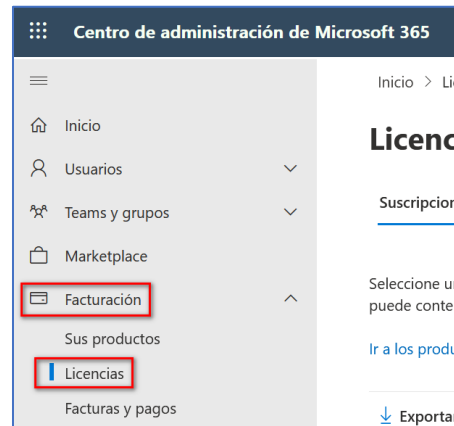 Centro de administración de Microsoft 365
Inicio > Li
Inicio
Licenc
Usuarios
Suscripcion
Teams y grupos
Marketplace
Seleccione u
Facturación
puede conte
Sus productos
Ir a los produ
Licencias
Facturas y pagos
Exporta